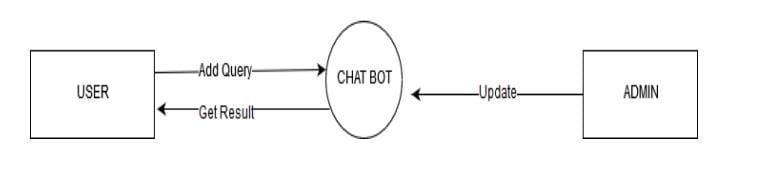 Add Query
USER
CHAT BOT
Update
ADMIN
Get Result